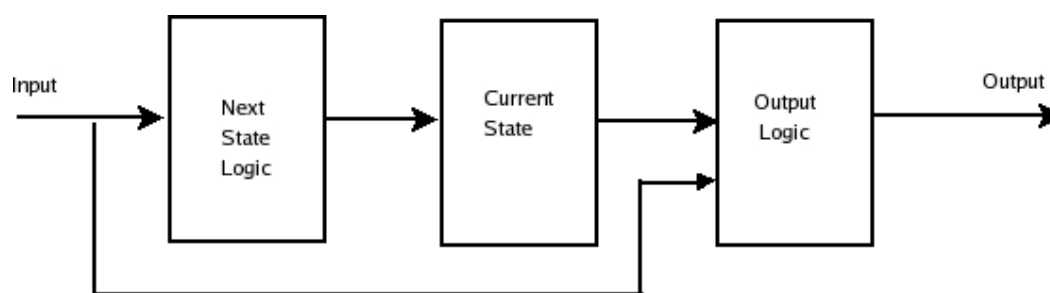 Input
Next
State
Logic
Current
State
Output
Logic
Output